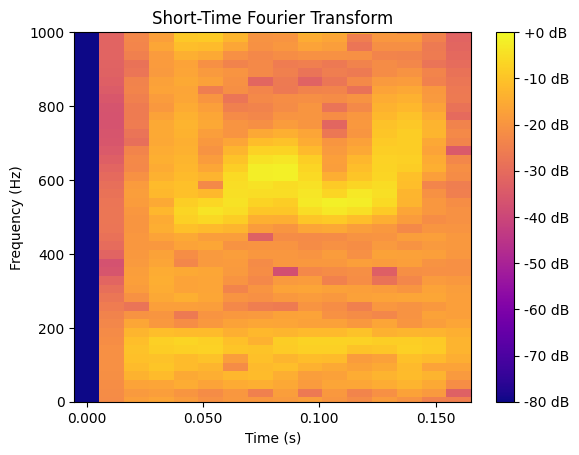 Short-Time Fourier Transform
1000
800
600
400
200
0
Frequency (Hz)
0.000
0.050
0.100
0.150
Time (s)
+0 dB
-10 dB
-20 dB
-30 dB
-40 dB
-50 dB
-60 dB
-70 dB
-80 dB